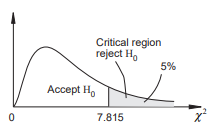 Critical region
reject H₀
5%
Accept H₀
0
7.815
χ²